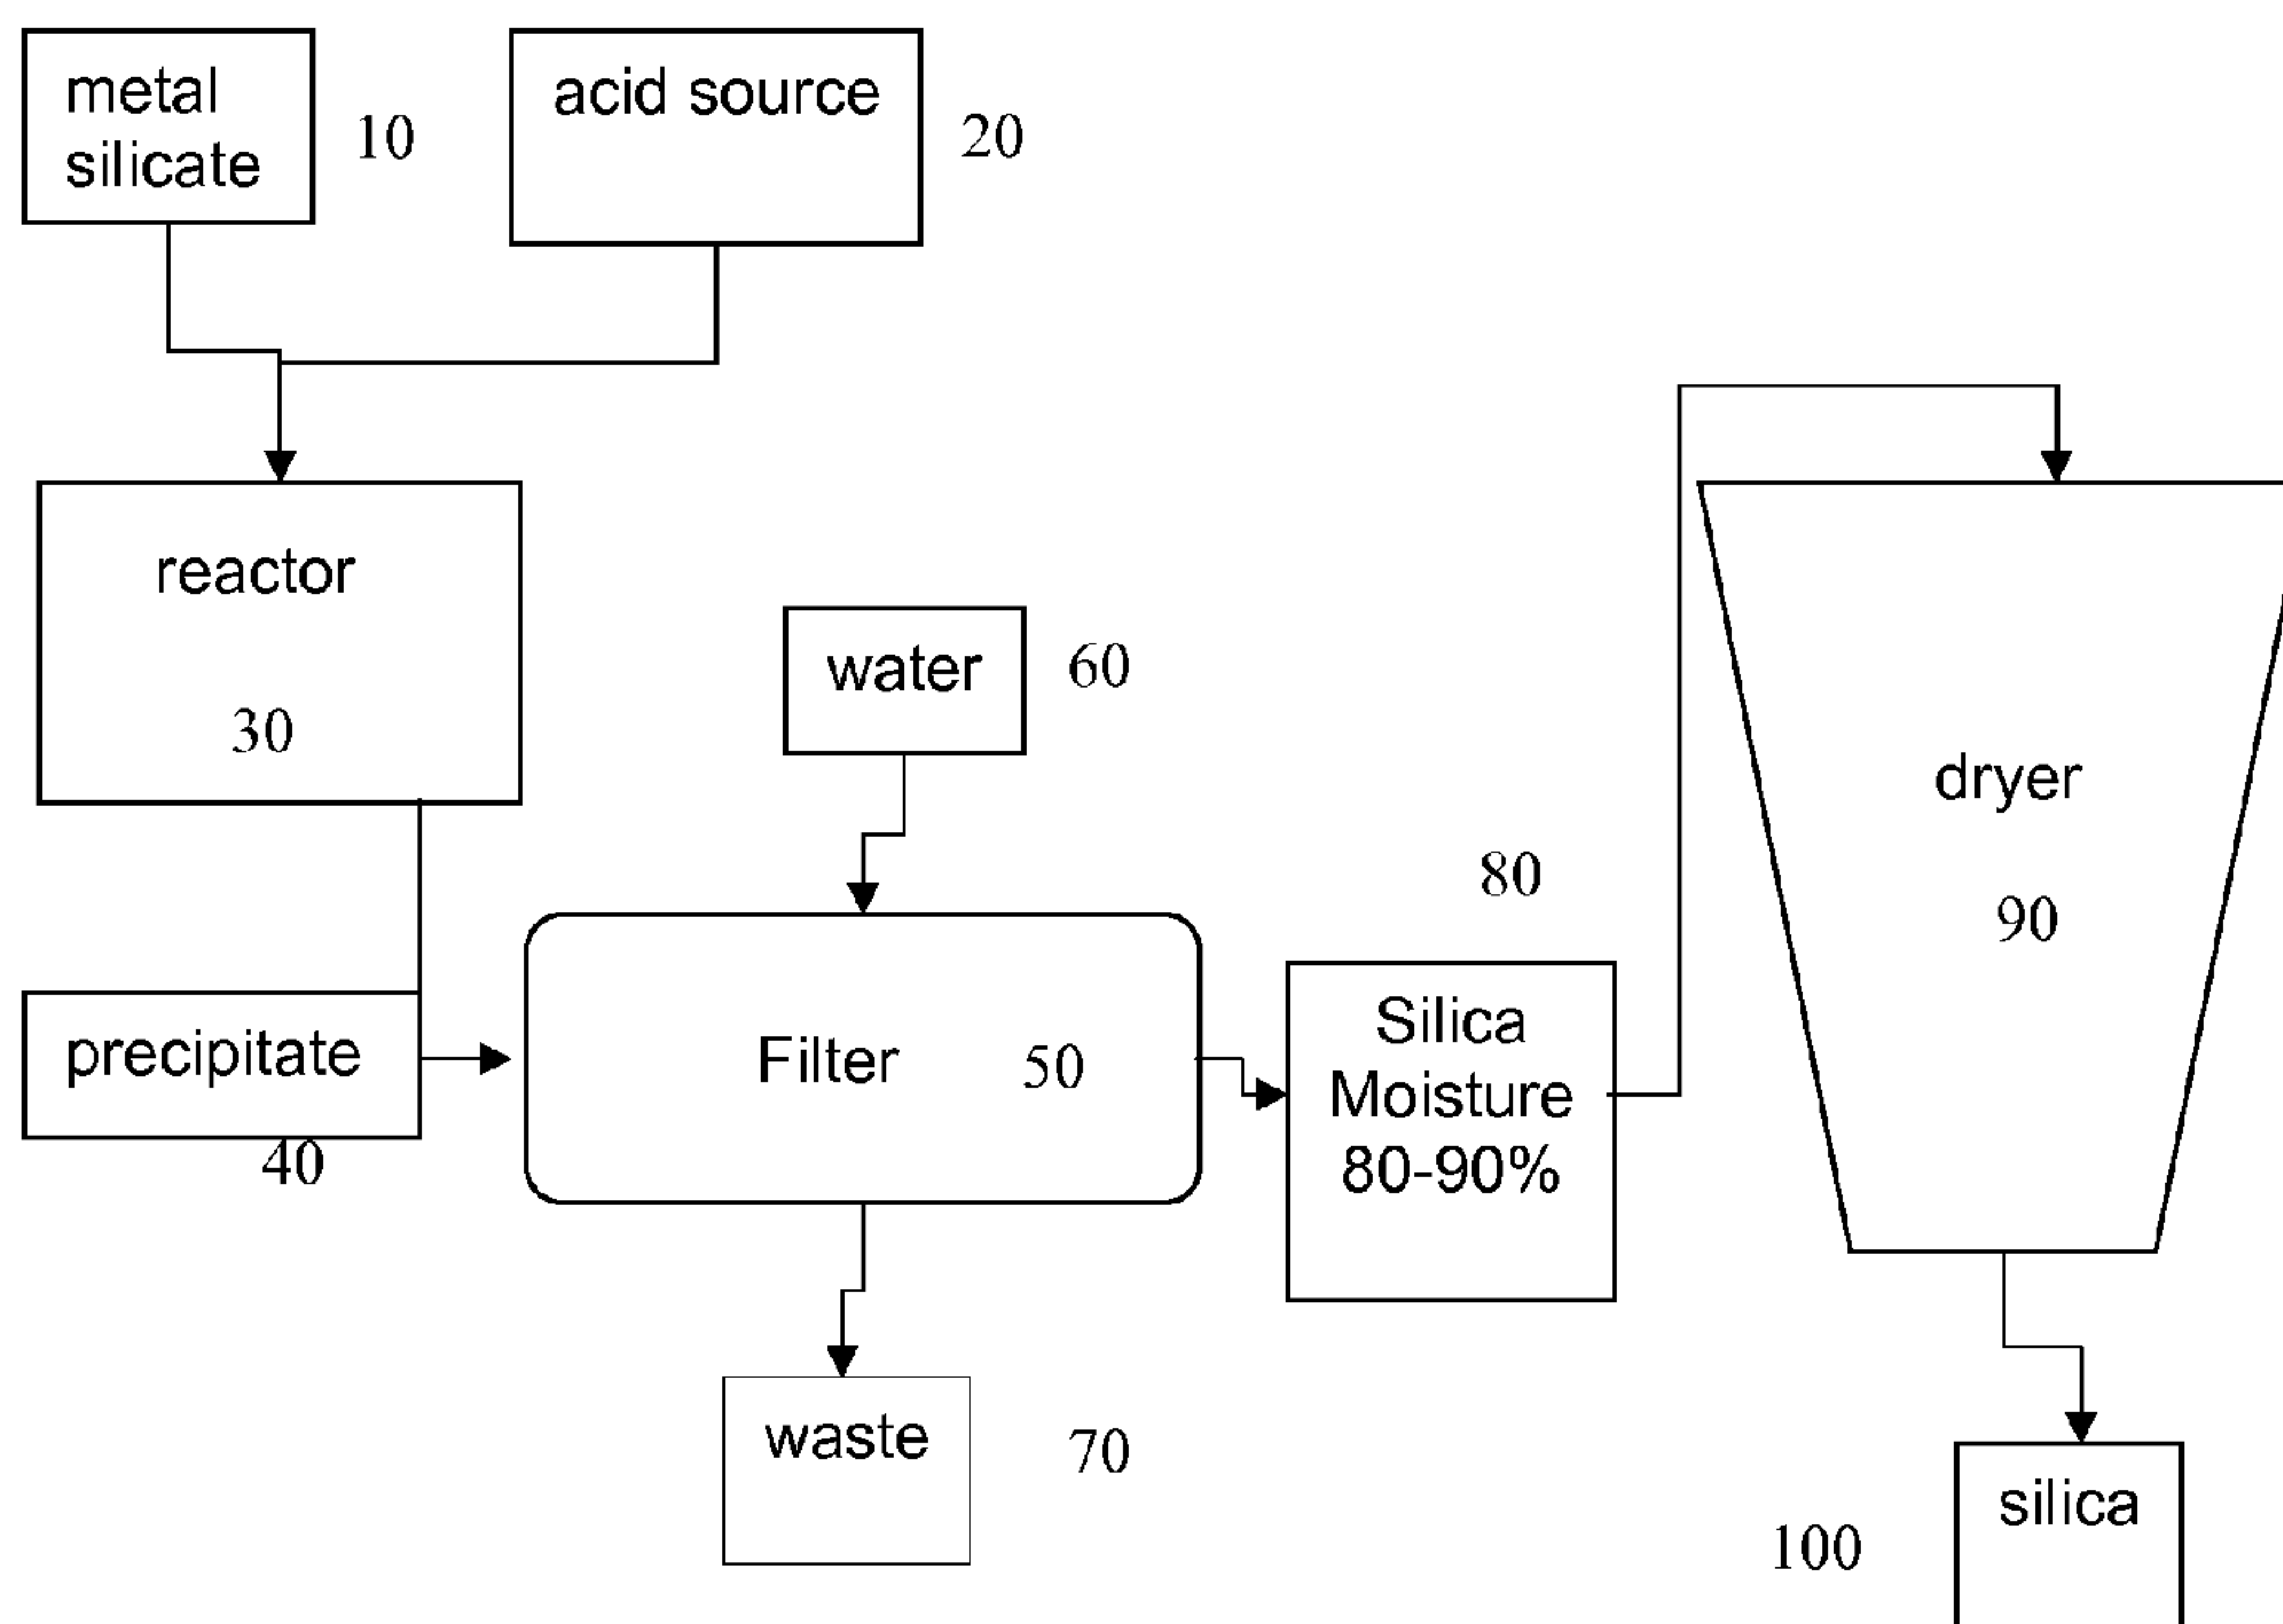 metal
silicate
10
acid source
20
reactor
30
water
60
dryer
90
80
precipitate
40
Filter
50
Silica
Moisture
80-90%
waste
70
silica
100